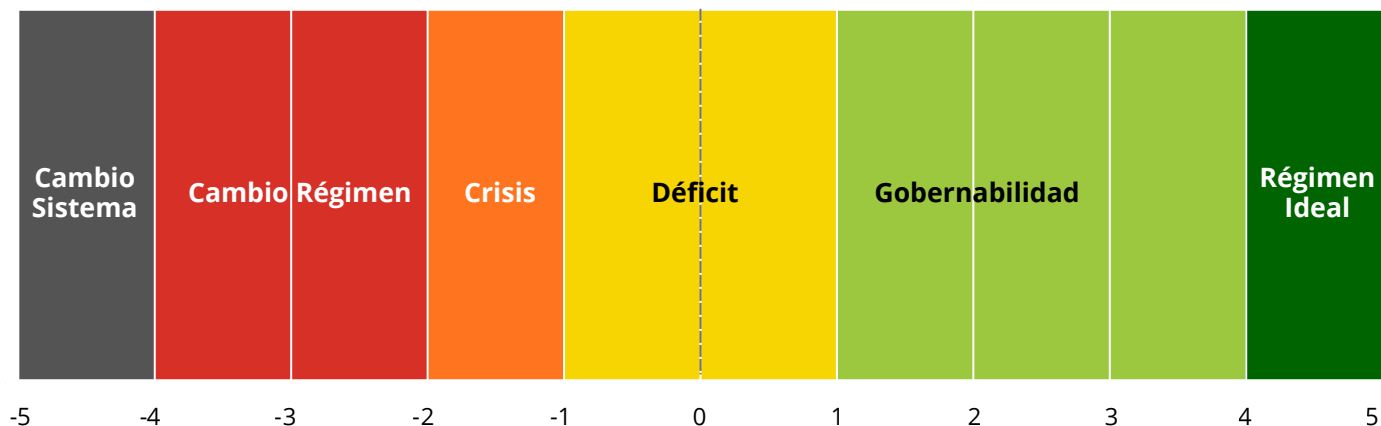 Cambio
Sistema
Cambio Régimen
Crisis
Déficit
Gobernabilidad
Régimen
Ideal
-5 -4 -3 -2 -1 0 1 2 3 4 5